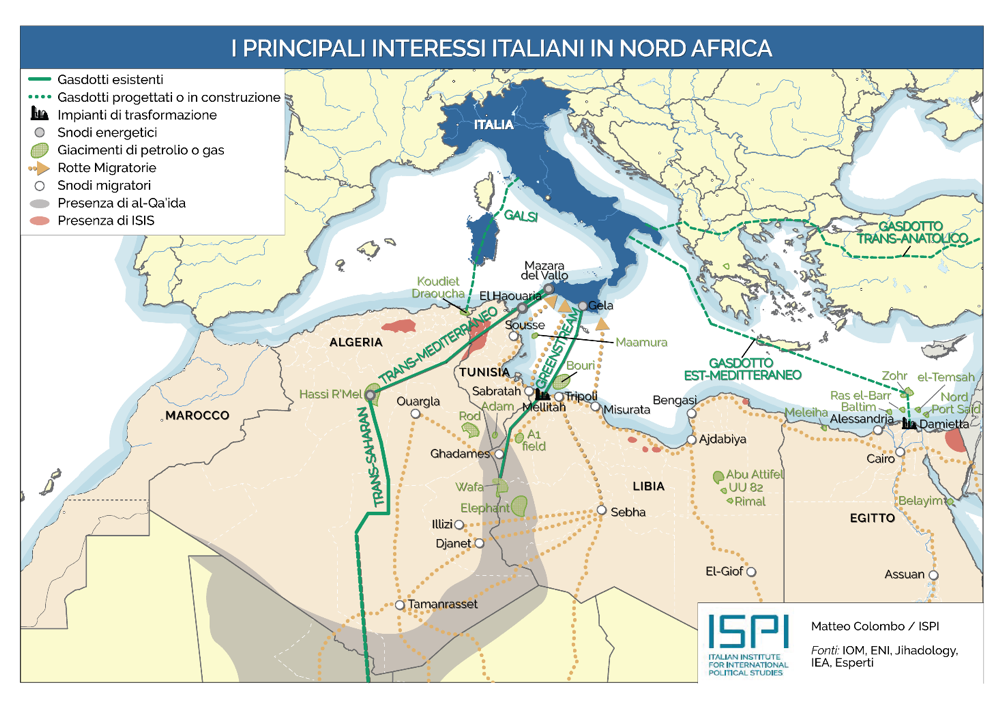 I PRINCIPALI INTERESSI ITALIANI IN NORD AFRICA
Gasdotti esistenti
Gasdotti progettati o in costruzione
Impianti di trasformazione
Snodi energetici
Giacimenti di petrolio o gas
Rotte Migratorie
Snodi migratori
Presenza di al-Qa'ida
Presenza di ISIS
ITALIA
GALSI
GASDOTTO
TRANS-ANATOLICO
Mazara
del Vallo
Koudiet
Draoucha
El Haouaria
Gela
TRANS-MEDITERRANEO
GREENSTREAM
Sousse
ALGERIA
Maamura
TUNISIA
Bouri
GASDOTTO
EST-MEDITTERANEO
Hassi R'Mel
Sabratah
Mellitah
Tripoli
Misurata
Bengasi
Zohr
el-Temsah
Ras el-Barr
Nord
Baltim
Port Said
Meleiha
Alessandria
Damietta
MAROCCO
Ouargla
Adam
Rod
A1
field
Ajdabiya
TRANS-SAHARAN
Ghadames
Cairo
Wafa
LIBIA
Abu Attifel
UU 82
Rimal
Elephant
Sebha
Belayim
EGITTO
Illizi
Djanet
El-Giof
Assuan
Tamanrasset
ISPI
ITALIAN INSTITUTE
FOR INTERNATIONAL
POLITICAL STUDIES
Matteo Colombo / ISPI
Fonti: IOM, ENI, Jihadology,
IEA, Esperti